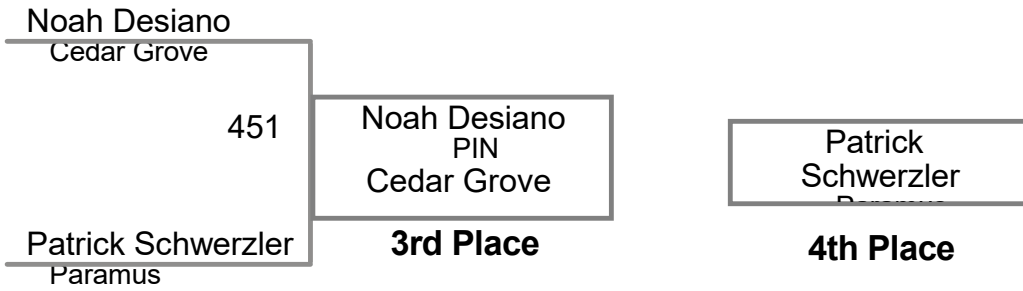 Noah Desiano
Cedar Grove
451
Noah Desiano
PIN
Cedar Grove
Patrick
Schwerzler
Paramus
Patrick Schwerzler
Paramus
3rd Place
4th Place